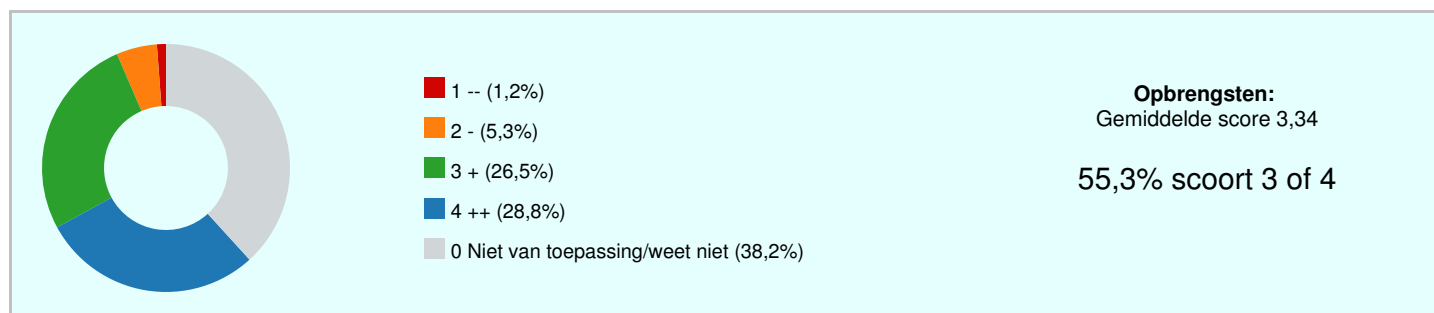 1 -- (1,2%)
2 - (5,3%)
3 + (26,5%)
4 ++ (28,8%)
0 Niet van toepassing/weet niet (38,2%)
Opbrengsten:
Gemiddelde score 3,34
55,3% scoort 3 of 4